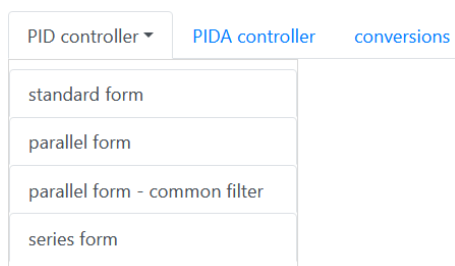 PID controller PIDA controller conversions
standard form
parallel form
parallel form - common filter
series form